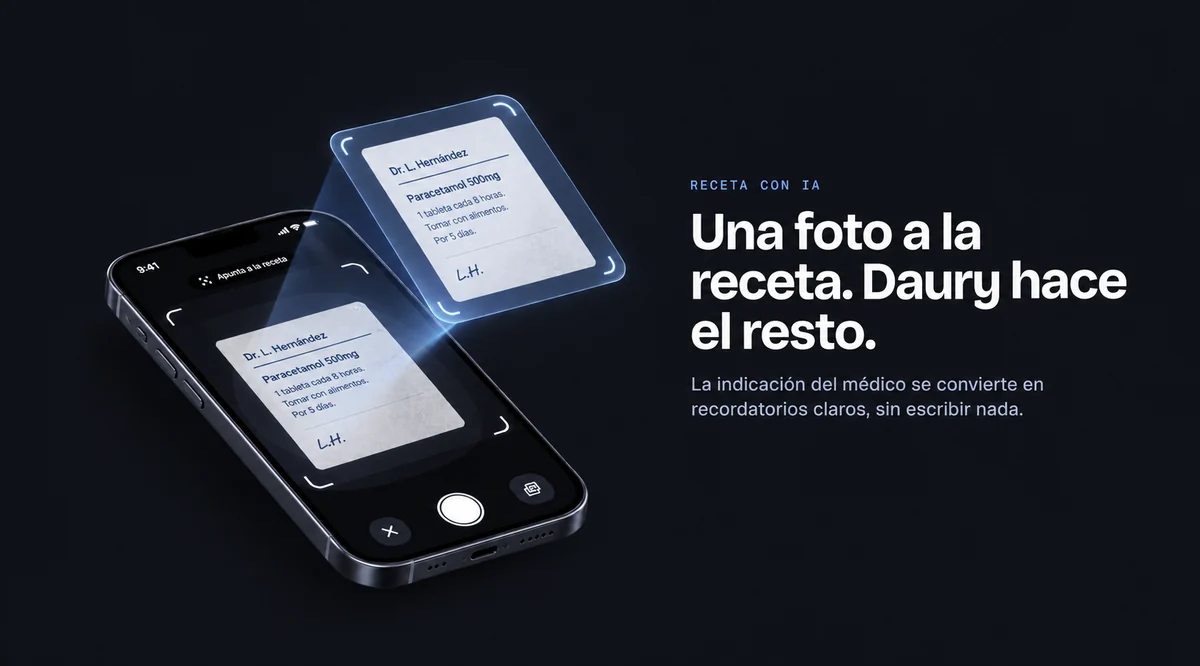 9:41
Apunta a la receta
Dr. L. Hernández
Paracetamol 500mg
1 tableta cada 8 horas.
Tomar con alimentos.
Por 5 días.
L.H.
Dr. L. Hernández
Paracetamol 500mg
1 tableta cada 8 horas.
Tomar con alimentos.
Por 5 días.
L.H.
RECETA CON IA
Una foto a la
receta. Daury hace
el resto.
La indicación del médico se convierte en
recordatorios claros, sin escribir nada.